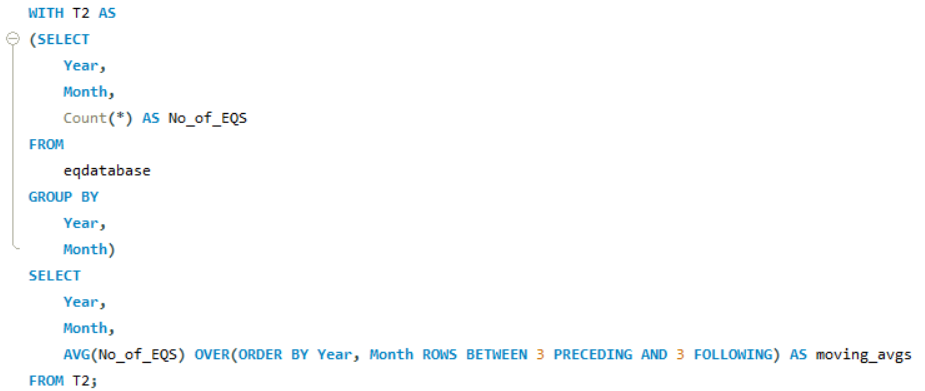 WITH T2 AS
(SELECT
Year,
Month,
Count(*) AS No_of_EQS
FROM
eqdatabase
GROUP BY
Year,
Month)
SELECT
Year,
Month,
AVG(No_of_EQS) OVER(ORDER BY Year, Month ROWS BETWEEN 3 PRECEDING AND 3 FOLLOWING) AS moving_avgs
FROM T2;